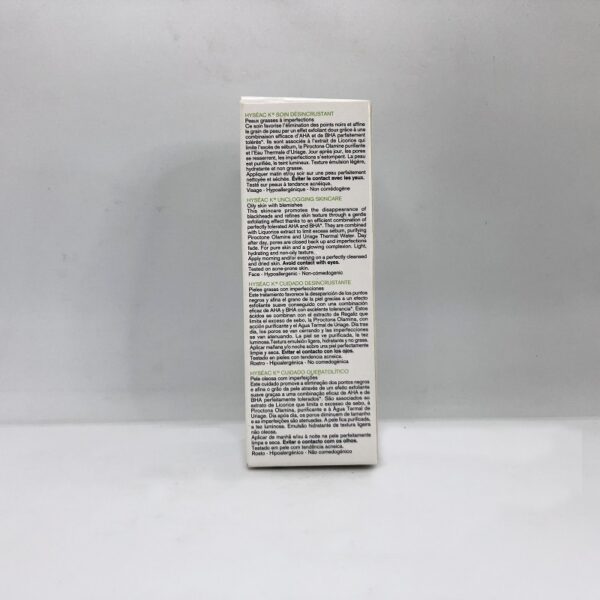 HYSÉAC K® SOIN DÉSINCRUSTANT
Peaux grasses à imperfections
Ce soin favorise l'élimination des points noirs et affine
le grain de peau par un effet exfoliant doux grâce à une
combinaison efficace d'AHA et de BHA parfaitement
tolérés*. Ils sont associés à l'extrait de Licorice qui
limite l'excès de sébum, la Piroctone Olamine purifiante
et l'Eau Thermale d'Uriage. Jour après jour, les pores
se resserrent, les imperfections s'estompent. La peau
est purifiée, le teint lumineux. Texture émulsion légère,
hydratante et non grasse.
Appliquer matin et/ou soir sur une peau parfaitement
nettoyée et séchée. Éviter le contact avec les yeux.
*Testé sur peaux à tendance acnéique.
Visage - Hypoallergénique - Non comédogène
HYSÉAC K® UNCLOGGING SKINCARE
Oily skin with blemishes
This skincare promotes the disappearance of
blackheads and refines skin texture through a gentle
exfoliating effect thanks to an efficient combination of
perfectly tolerated AHA and BHA*. They are combined
with Liquorice extract to limit excess sebum, purifying
Piroctone Olamine and Uriage Thermal Water. Day
after day, pores are closed back up and imperfections
fade. For pure skin and a glowing complexion. Light,
hydrating and non-oily texture.
Apply morning and/or evening on a perfectly cleansed
and dried skin. Avoid contact with eyes.
*Tested on acne-prone skin.
Face - Hypoallergenic - Non-comedogenic
HYSÉAC K® CUIDADO DESINCRUSTANTE
Pieles grasas con imperfecciones
Este tratamiento favorece la desaparición de los puntos
negros y afina el grano de la piel gracias a un efecto
exfoliante suave conseguido con una combinación
eficaz de AHA y BHA con excelente tolerancia*. Estos
ácidos se combinan con el extracto de Regaliz que
limita el exceso de sebo, la Piroctona Olamina, con
acción purificante y el Agua Termal de Uriage. Día tras
día, los poros se van cerrando y las imperfecciones
se van atenuando. La piel se ve purificada, la tez
luminosa. Textura emulsión ligera, hidratante y no grasa.
Aplicar mañana y/o noche sobre una piel perfectamente
limpia y seca. Evitar el contacto con los ojos.
*Testado en pieles con tendencia acneica.
Rostro - Hipoalergénica - No comedogénica
HYSÉAC K® CUIDADO QUERATOLÍTICO
Pele oleosa com imperfeições
Este cuidado promove a eliminação dos pontos negros
e afina o grão da pele através de um efeito exfoliante
suave graças a uma combinação eficaz de AHA e de
BHA perfeitamente tolerados*. São associados ao
extrato de Licorice que limita o excesso de sebo, à
Piroctona Olamina, purificante e à Água Termal de
Uriage. Dia após dia, os poros diminuem de tamanho
e as imperfeições são atenuadas. A pele fica purificada,
a tez luminosa. Emulsão hidratante de textura ligeira
não oleosa.
Aplicar de manhã e/ou à noite na pele perfeitamente
limpa e seca. Evitar o contacto com os olhos.
*Testado em pele com tendência acneica.
Rosto - Hipoalergénico - Não comedogénico